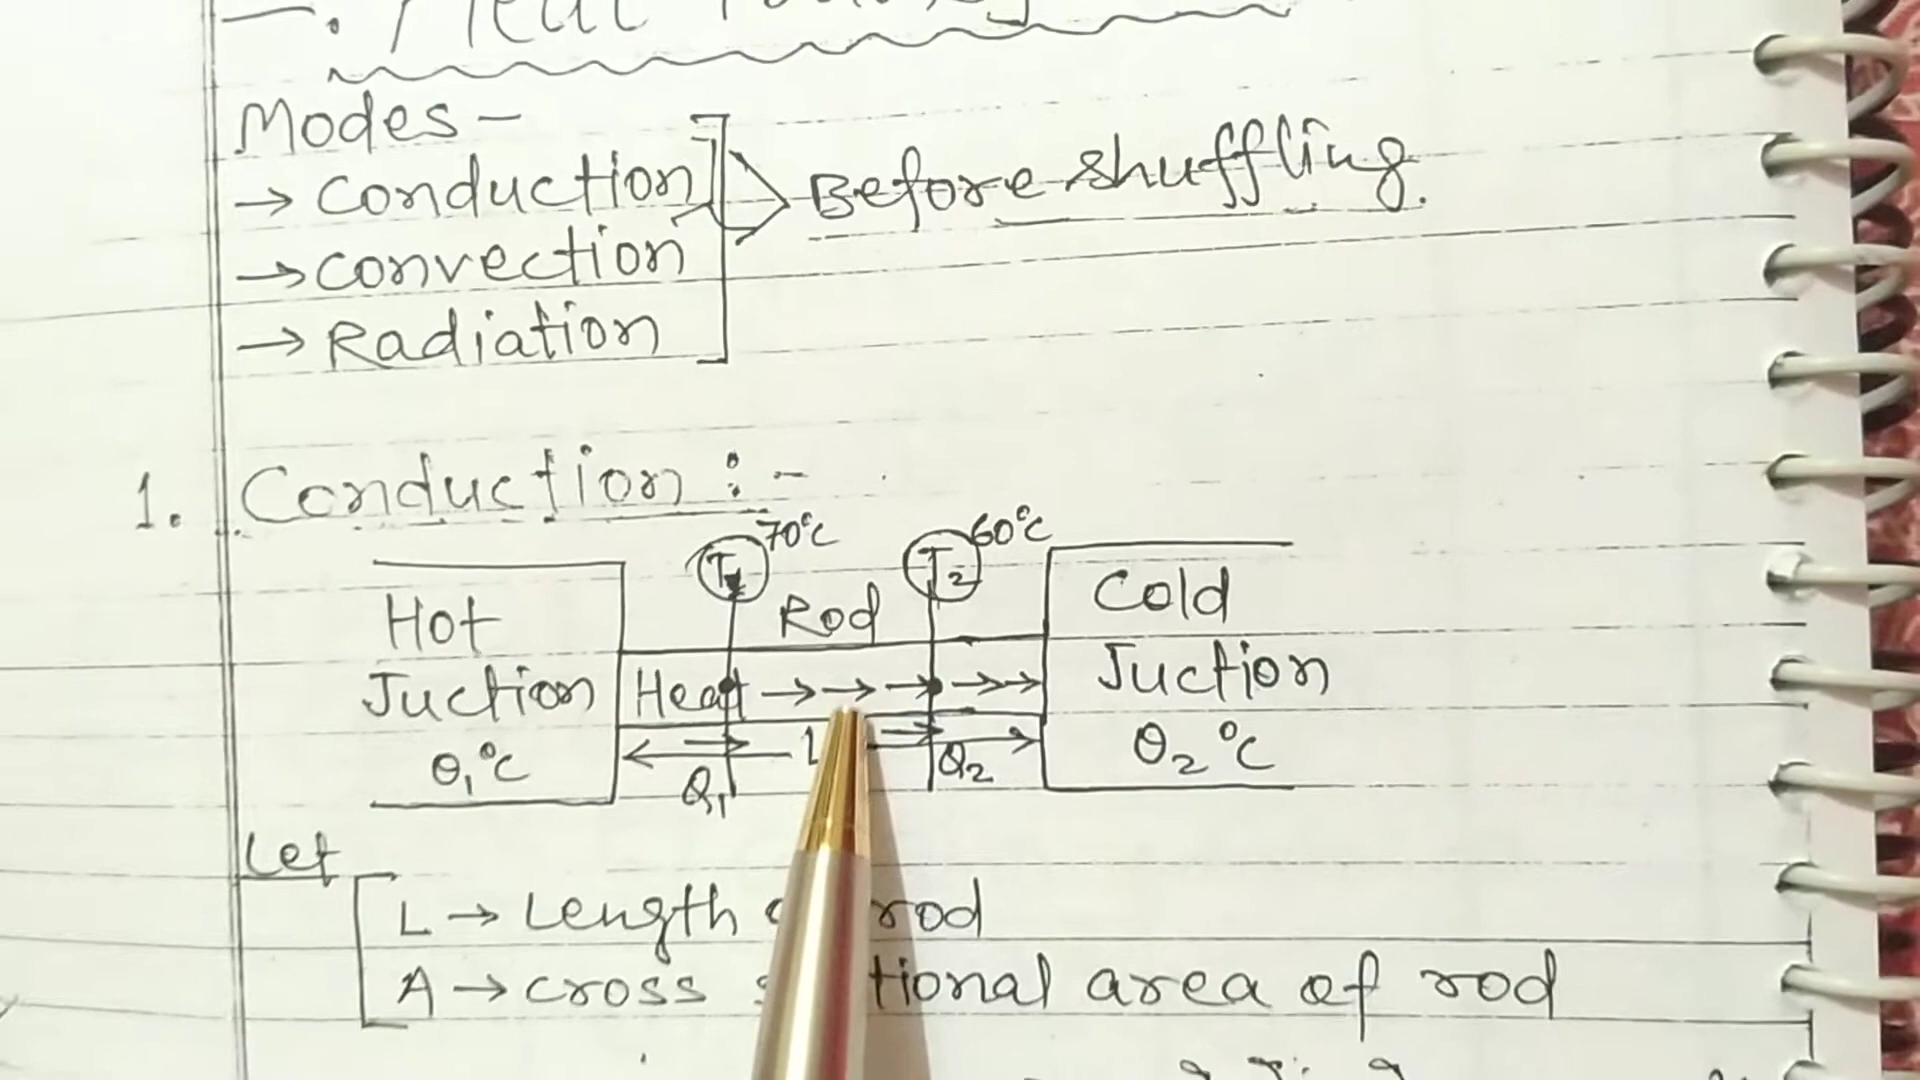 Modes -
→ Conduction
→ convection
→ Radiation
Before shuffling.
1. Conduction :-
T1 70°C T2 60°C
Hot Juction θ1°C
Rod
Heat → → → → →
L
Q1 Q2
Cold Juction θ2°C
Let
L → Length rod
A → cross area of rod